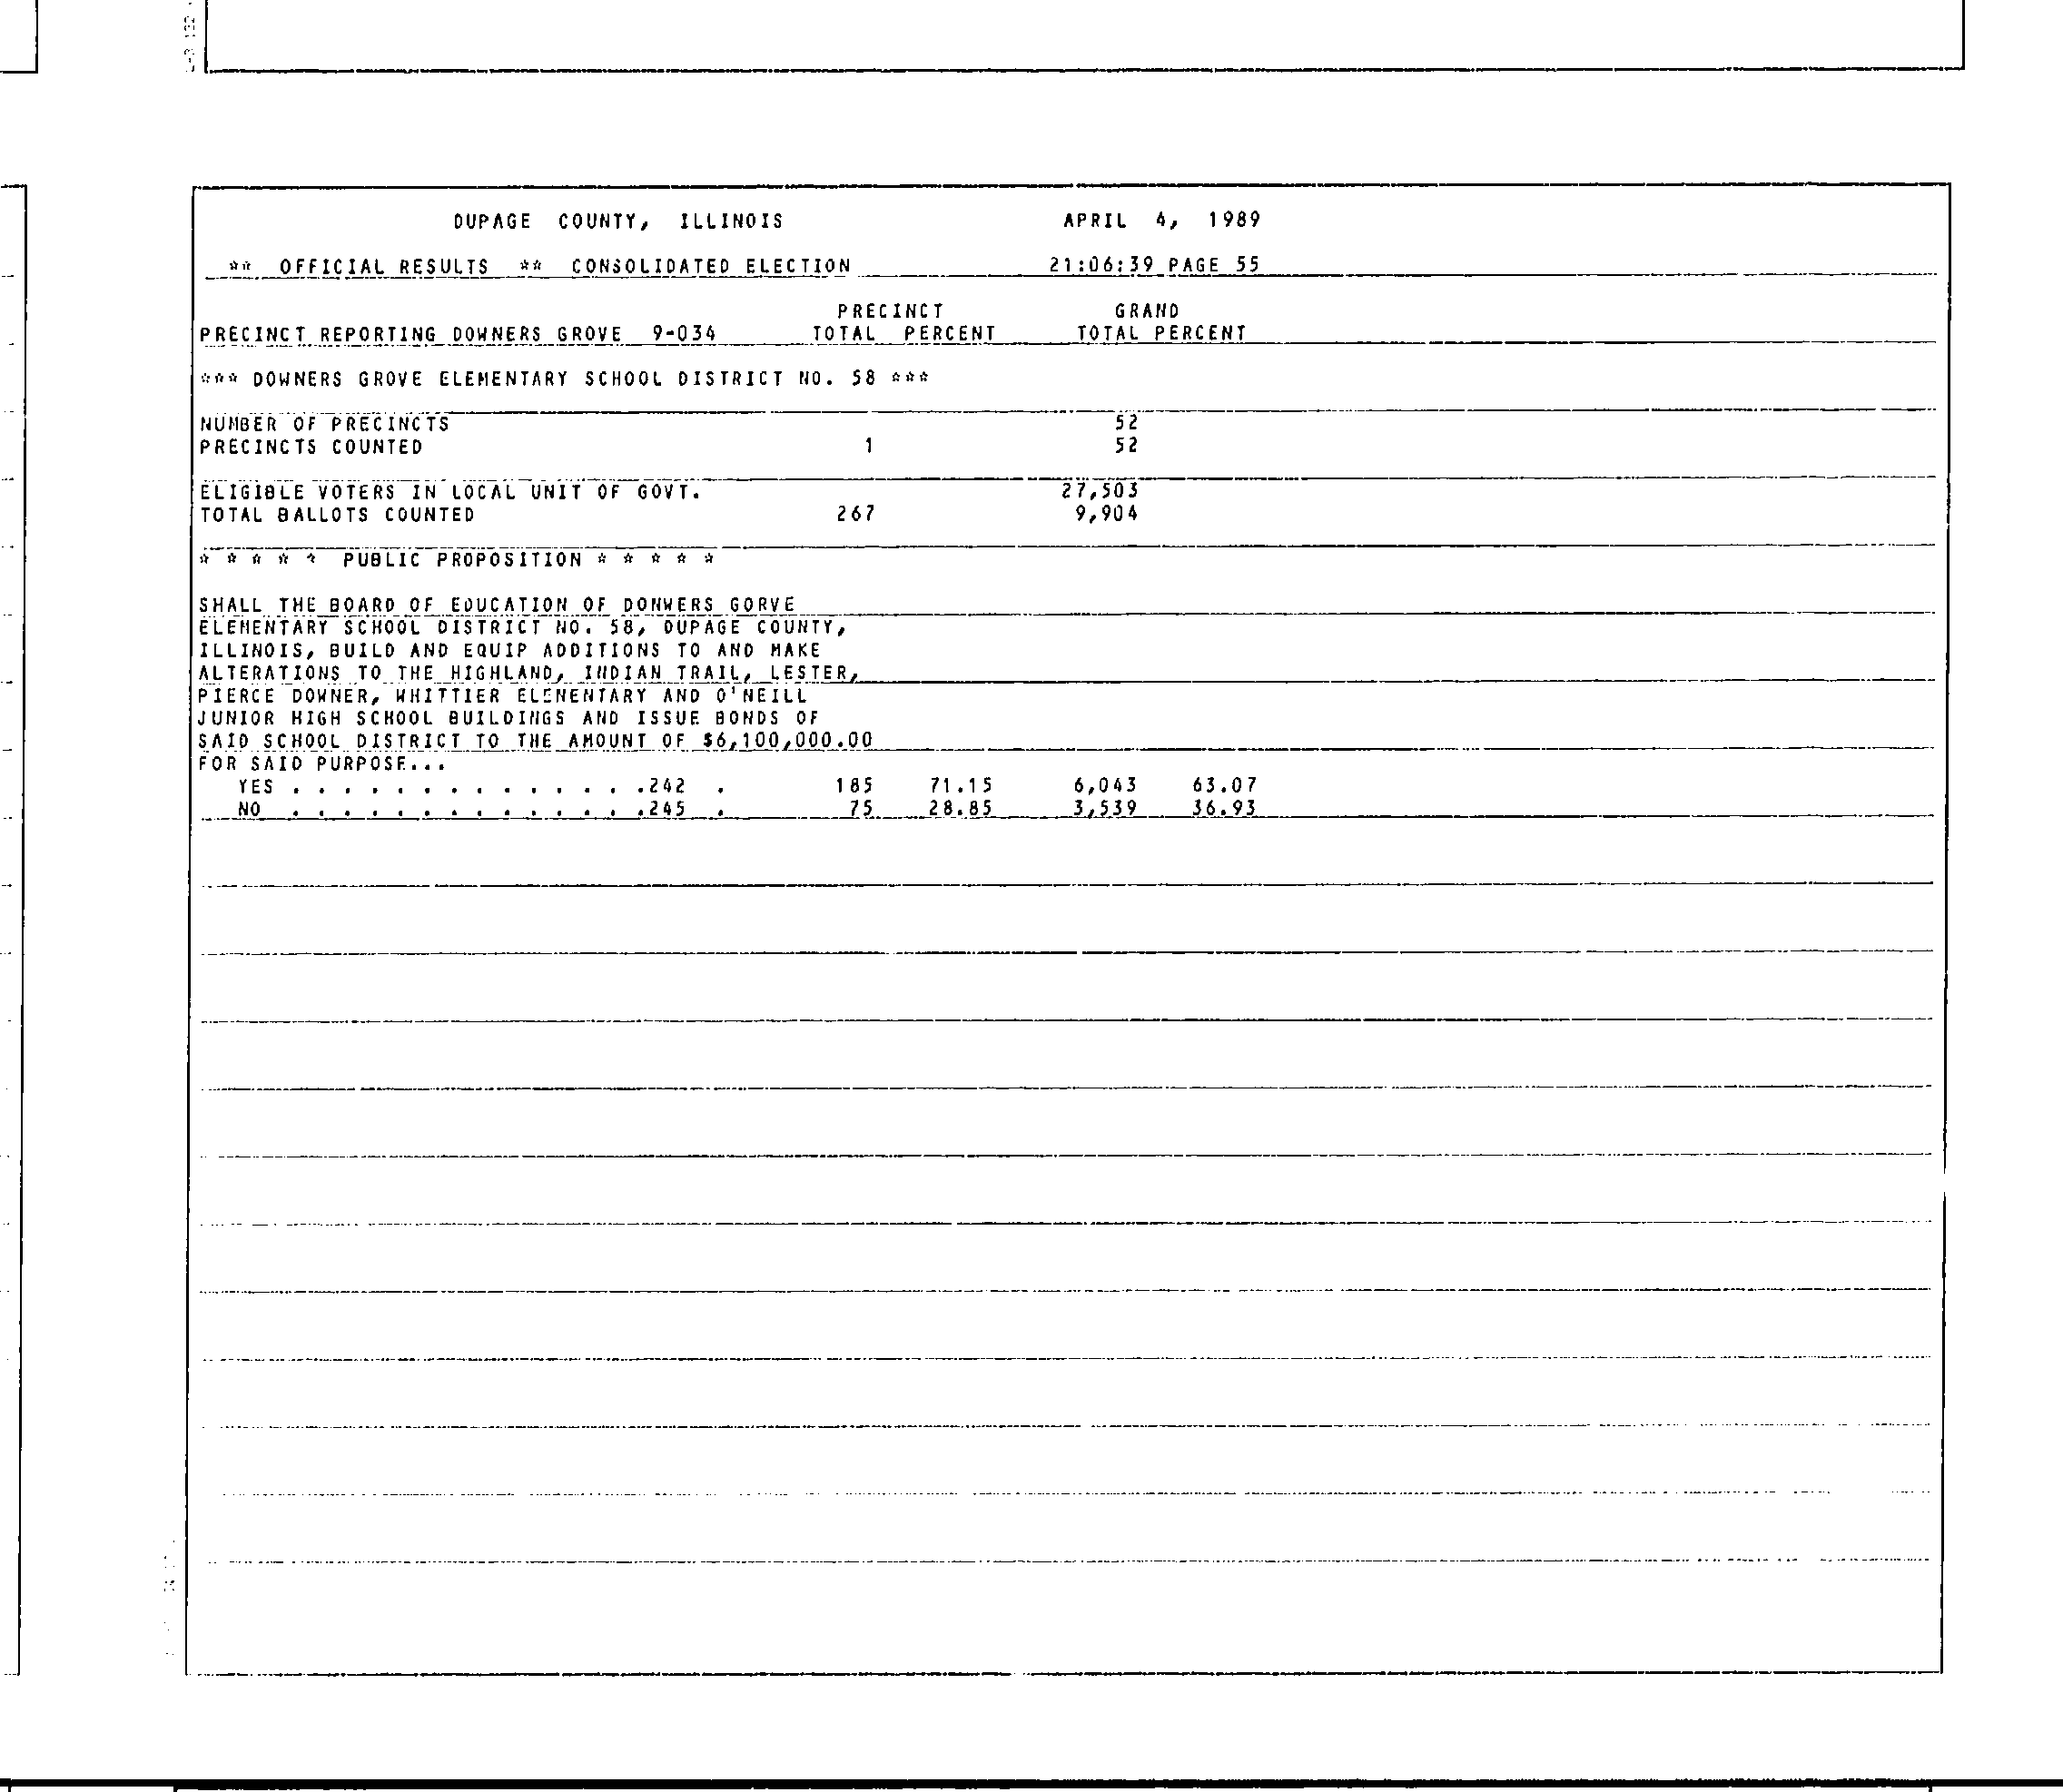 DUPAGE COUNTY, ILLINOIS APRIL 4, 1989
** OFFICIAL RESULTS ** CONSOLIDATED ELECTION 21:06:39 PAGE 55
PRECINCT GRAND
PRECINCT REPORTING DOWNERS GROVE 9-034 TOTAL PERCENT TOTAL PERCENT
*** DOWNERS GROVE ELEMENTARY SCHOOL DISTRICT NO. 58 ***
NUMBER OF PRECINCTS 52
PRECINCTS COUNTED 1 52
ELIGIBLE VOTERS IN LOCAL UNIT OF GOVT. 27,503
TOTAL BALLOTS COUNTED 267 9,904
* * * * * PUBLIC PROPOSITION * * * * *
SHALL THE BOARD OF EDUCATION OF DONWERS GORVE
ELEMENTARY SCHOOL DISTRICT NO. 58, DUPAGE COUNTY,
ILLINOIS, BUILD AND EQUIP ADDITIONS TO AND MAKE
ALTERATIONS TO THE HIGHLAND, INDIAN TRAIL, LESTER,
PIERCE DOWNER, WHITTIER ELEMENTARY AND O'NEILL
JUNIOR HIGH SCHOOL BUILDINGS AND ISSUE BONDS OF
SAID SCHOOL DISTRICT TO THE AMOUNT OF $6,100,000.00
FOR SAID PURPOSE...
YES . . . . . . . . . . . . . .242 . 185 71.15 6,043 63.07
NO . . . . . . . . . . . . . .245 . 75 28.85 3,539 36.93